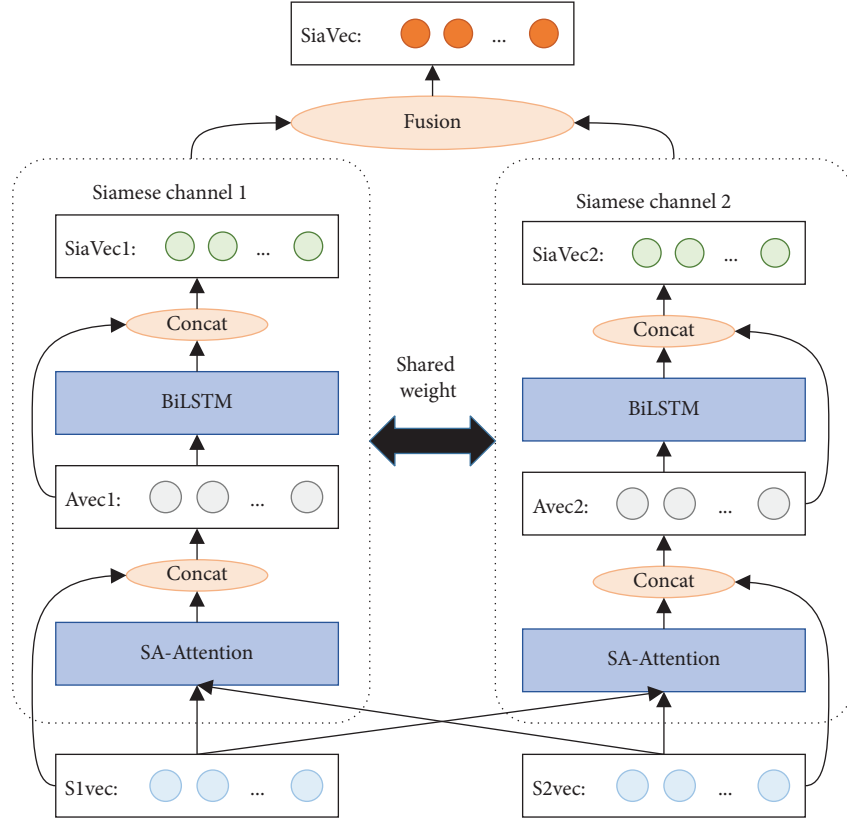 SiaVec: ...
Fusion
Siamese channel 1
SiaVec1: ...
Concat
BiLSTM
Avec1: ...
Concat
SA-Attention
S1vec: ...
Shared
weight
Siamese channel 2
SiaVec2: ...
Concat
BiLSTM
Avec2: ...
Concat
SA-Attention
S2vec: ...